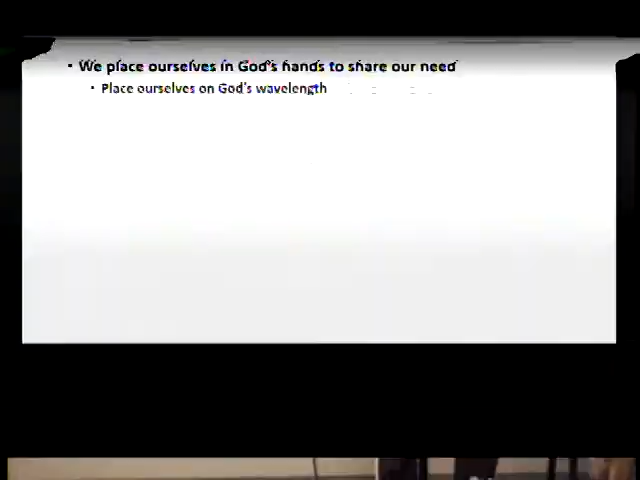 • We place ourselves in God's hands to share our need
• Place ourselves on God's wavelength